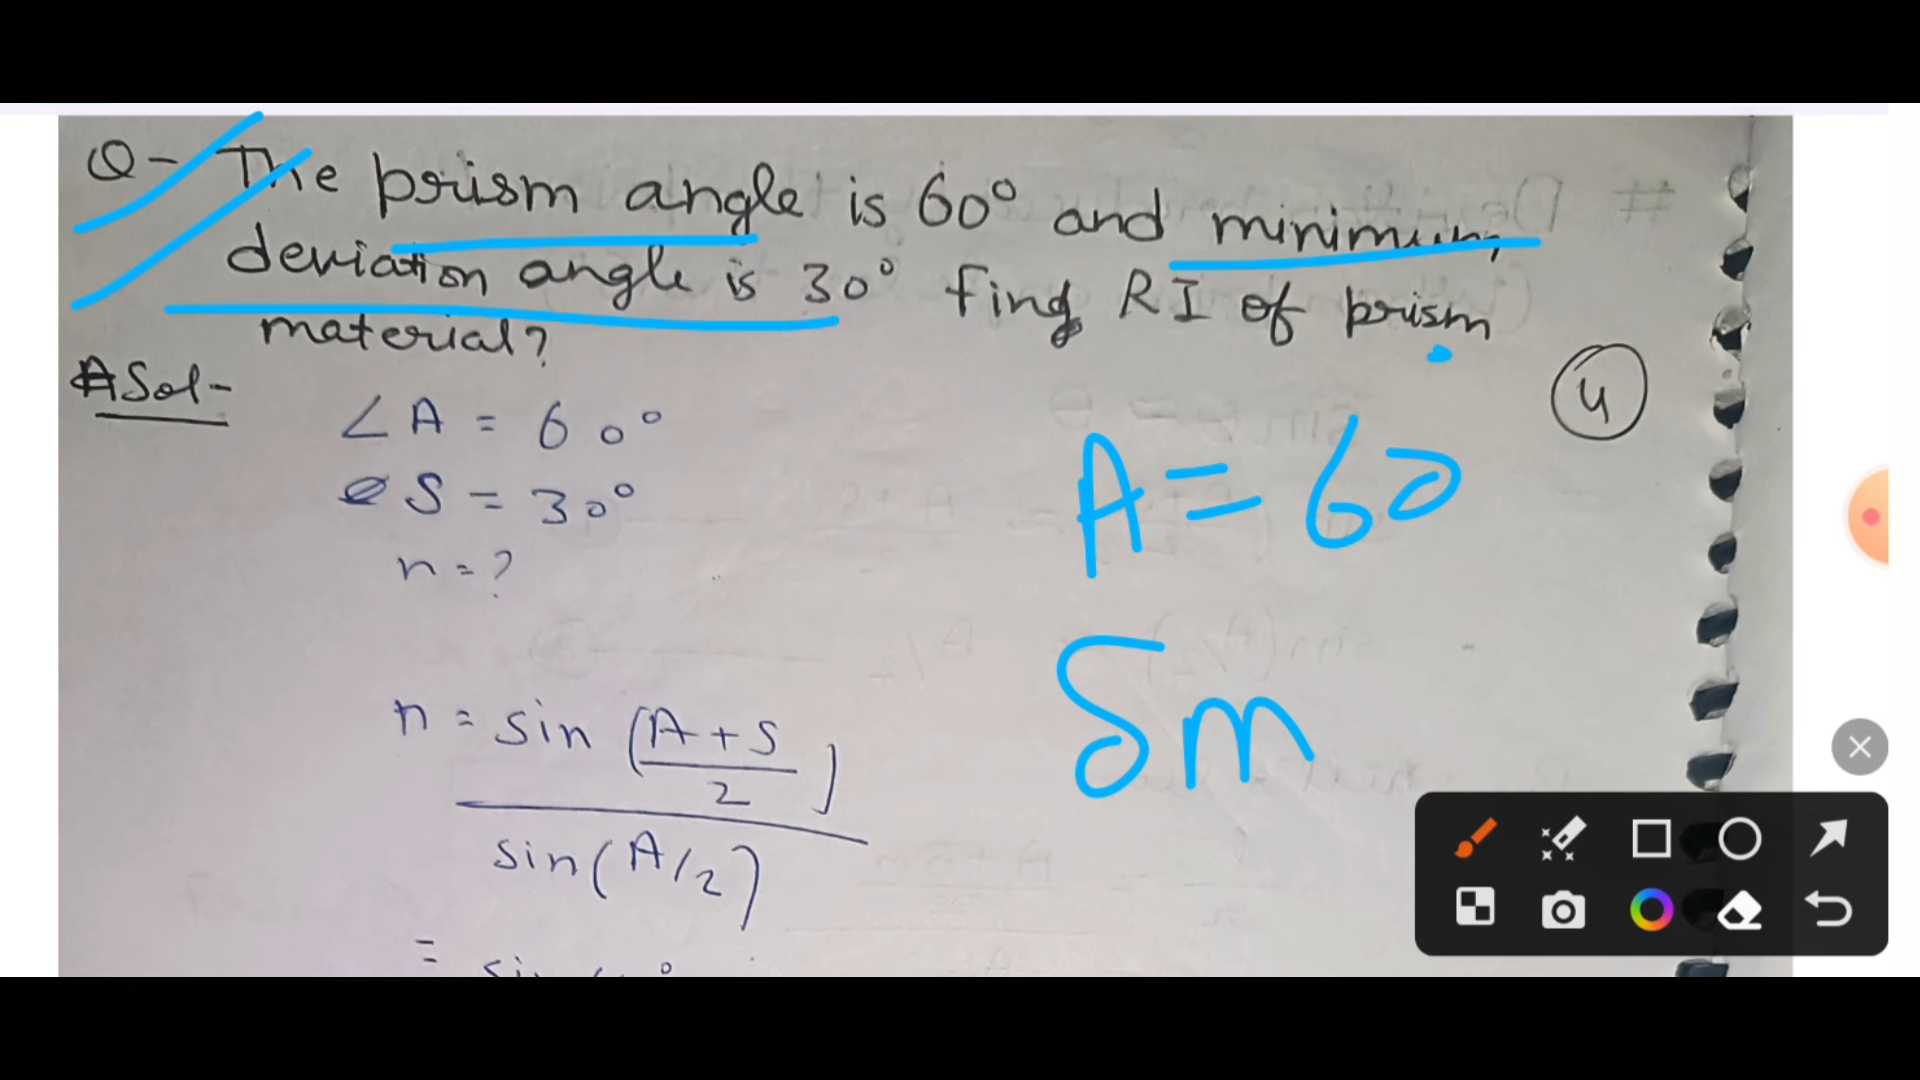 Q- The prism angle is 60° and minimum
deviation angle is 30° find RI of prism
material?
Sol-
4
∠A = 60°
S = 30°
n = ?
A = 60
δm
n = sin (A+S
2)
sin(A/2)
=